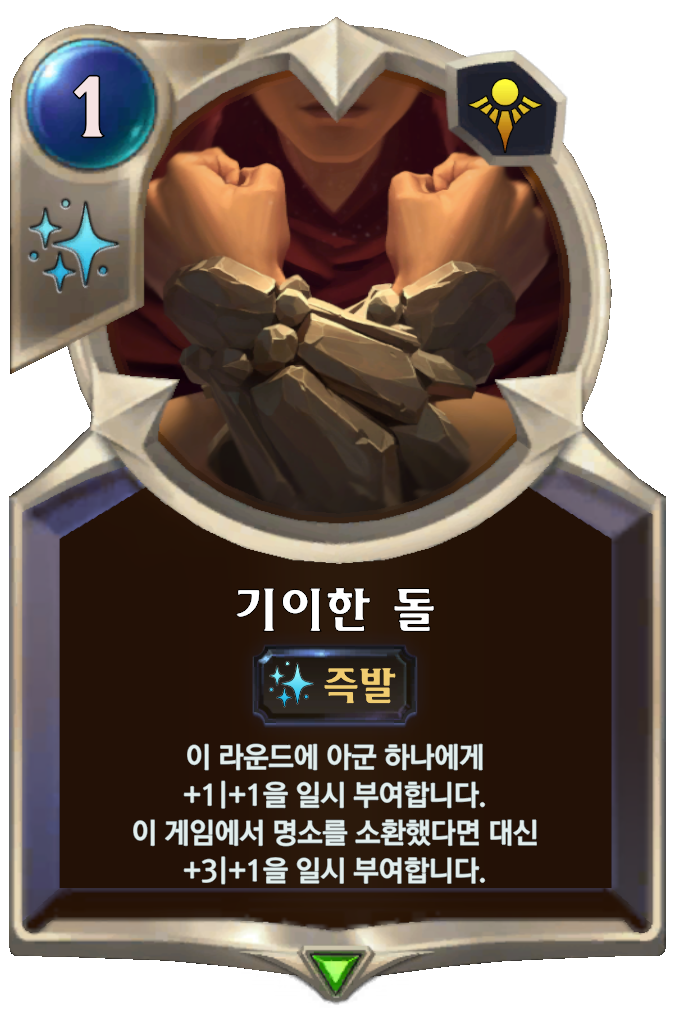 1
기이한 돌
즉발
이 라운드에 아군 하나에게
+1|+1을 일시 부여합니다.
이 게임에서 명소를 소환했다면 대신
+3|+1을 일시 부여합니다.